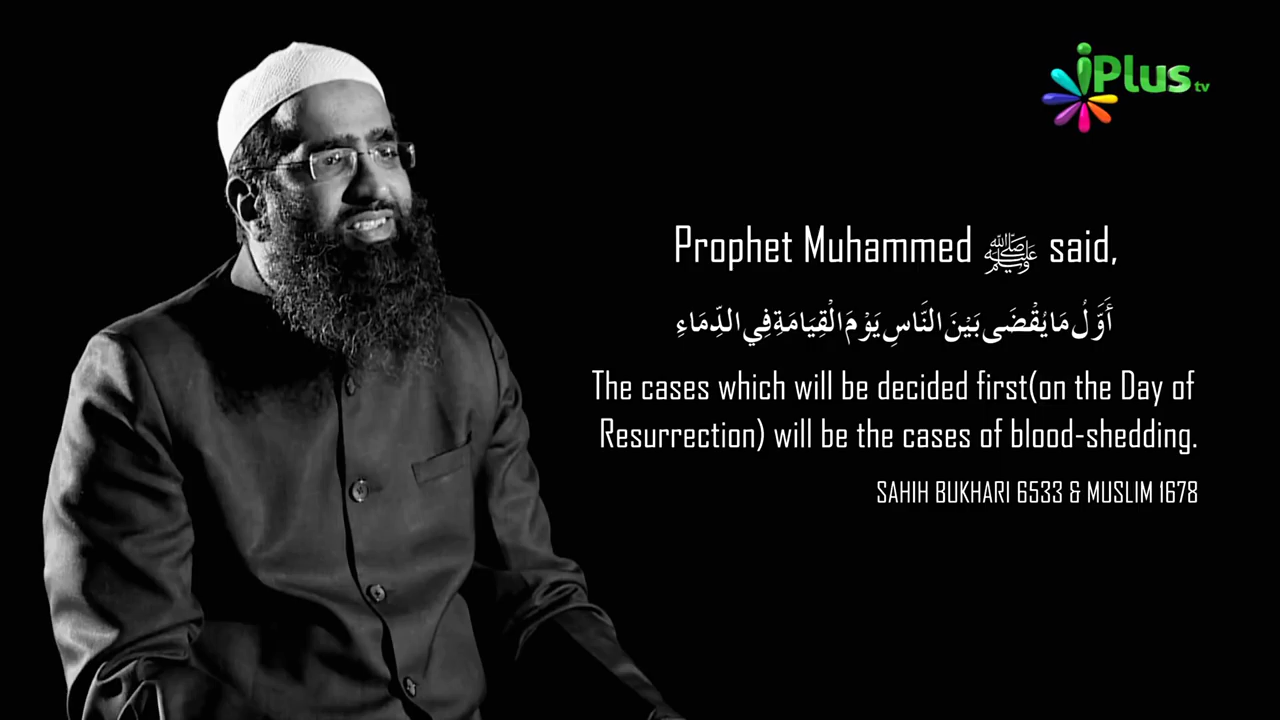 iPlus tv
Prophet Muhammed ﷺ said,
أَوَّلُ مَا يُقْضَى بَيْنَ النَّاسِ يَوْمَ الْقِيَامَةِ فِي الدِّمَاءِ
The cases which will be decided first(on the Day of
Resurrection) will be the cases of blood-shedding.
SAHIH BUKHARI 6533 & MUSLIM 1678